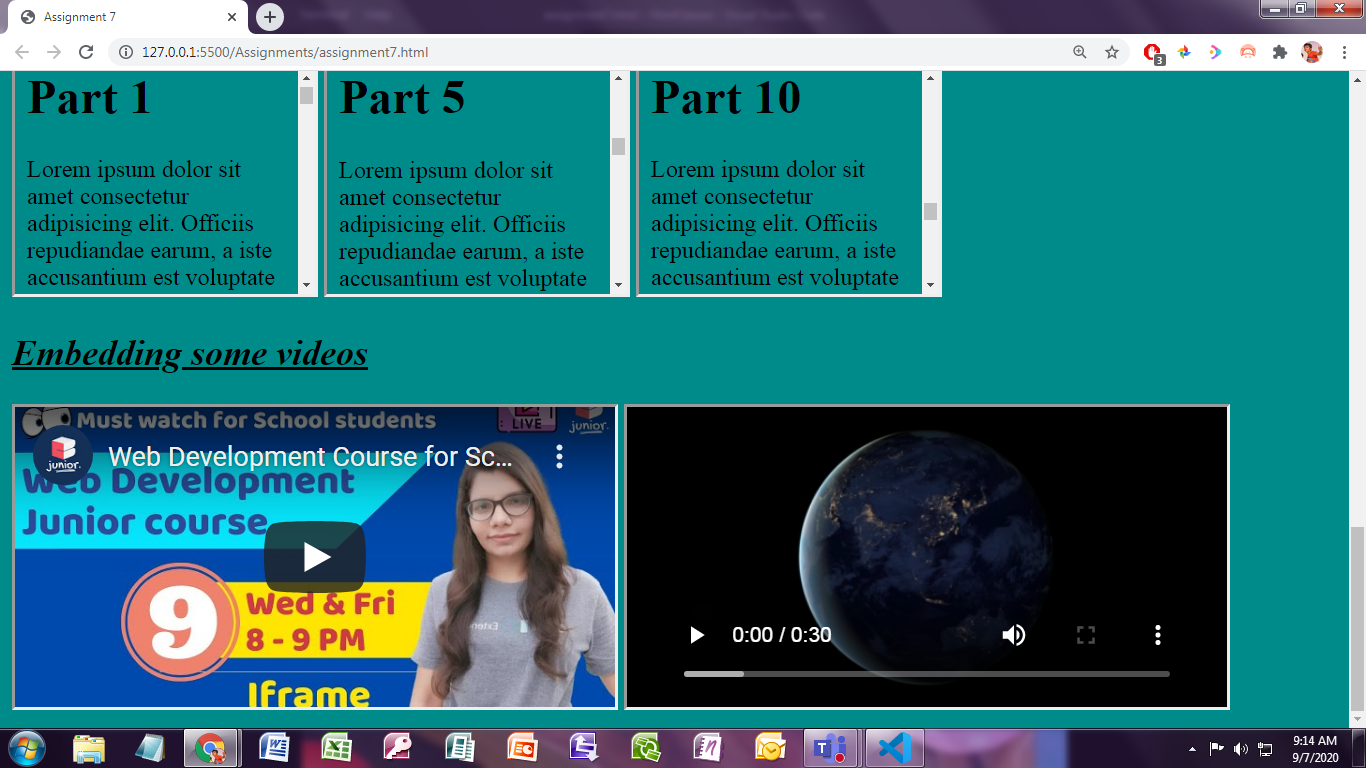 Assignment 7
127.0.0.1:5500/Assignments/assignment7.html
3
Part 1
Lorem ipsum dolor sit
amet consectetur
adipisicing elit. Officiis
repudiandae earum, a iste
accusantium est voluptate
Part 5
Lorem ipsum dolor sit
amet consectetur
adipisicing elit. Officiis
repudiandae earum, a iste
accusantium est voluptate
Part 10
Lorem ipsum dolor sit
amet consectetur
adipisicing elit. Officiis
repudiandae earum, a iste
accusantium est voluptate
Embedding some videos
Must watch for School students
LIVE
junior.
junior.
Web Development Course for Sc...
Web Development
Junior course
9
Wed & Fri
8 - 9 PM
Iframe
0:00 / 0:30
9:14 AM
9/7/2020